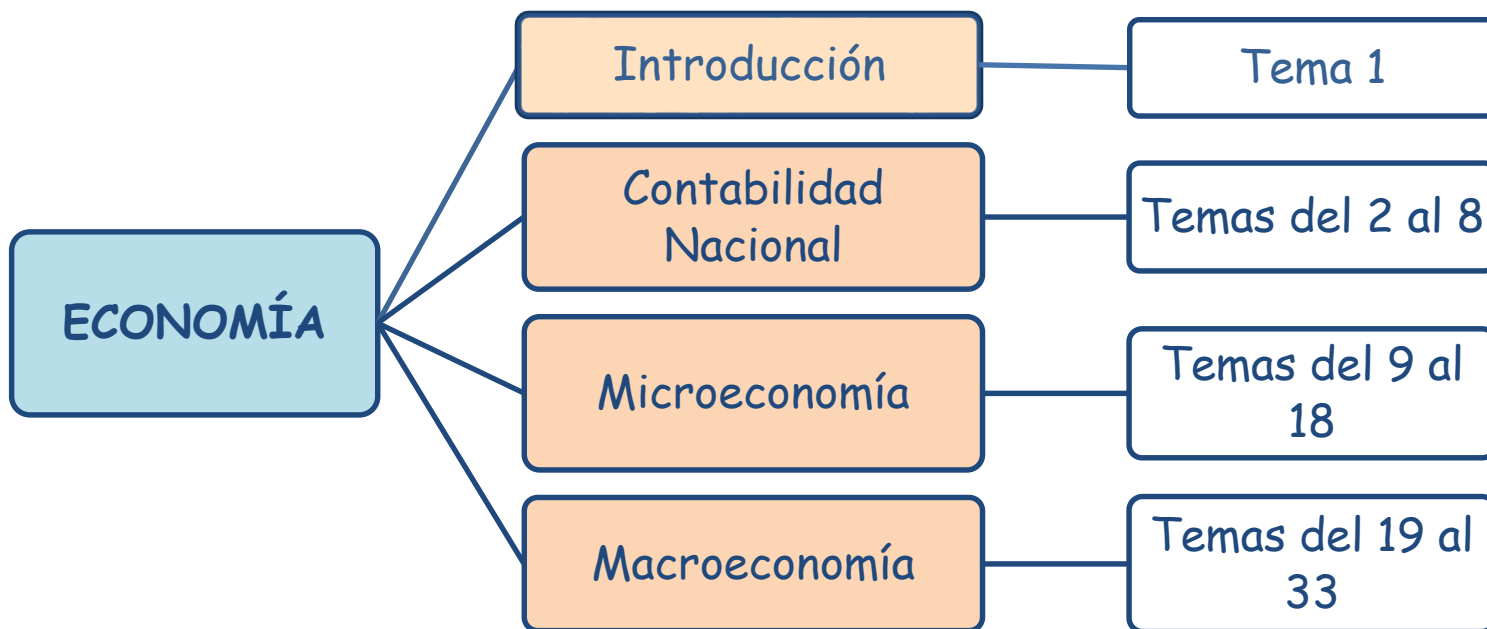 ECONOMÍA
Introducción
Tema 1
Contabilidad
Nacional
Temas del 2 al 8
Microeconomía
Temas del 9 al
18
Macroeconomía
Temas del 19 al
33